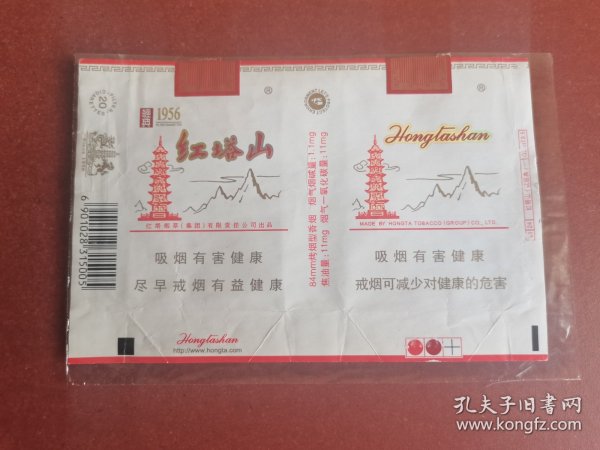 1956
红塔山
®
红塔烟草(集团)有限责任公司出品
吸烟有害健康
尽早戒烟有益健康
Hongtashan
http://www.hongta.com
6901028315005
20
84mm烤烟型香烟 烟气烟碱量:1.1mg
焦油量:11mg 烟气一氧化碳量:11mg
®
Hongtashan
MADE BY HONGTA TOBACCO (GROUP) CO., LTD.
吸烟有害健康
戒烟可减少对健康的危害
孔夫子旧书网
www.kongfz.com